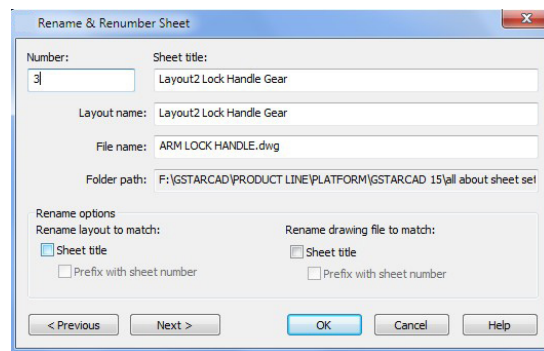 Rename & Renumber Sheet
Number: Sheet title:
3 Layout2 Lock Handle Gear
Layout name: Layout2 Lock Handle Gear
File name: ARM LOCK HANDLE.dwg
Folder path: F:\GSTARCAD\PRODUCT LINE\PLATFORM\GSTARCAD 15\all about sheet set
Rename options
Rename layout to match: Rename drawing file to match:
Sheet title Sheet title
Prefix with sheet number Prefix with sheet number
< Previous Next > OK Cancel Help